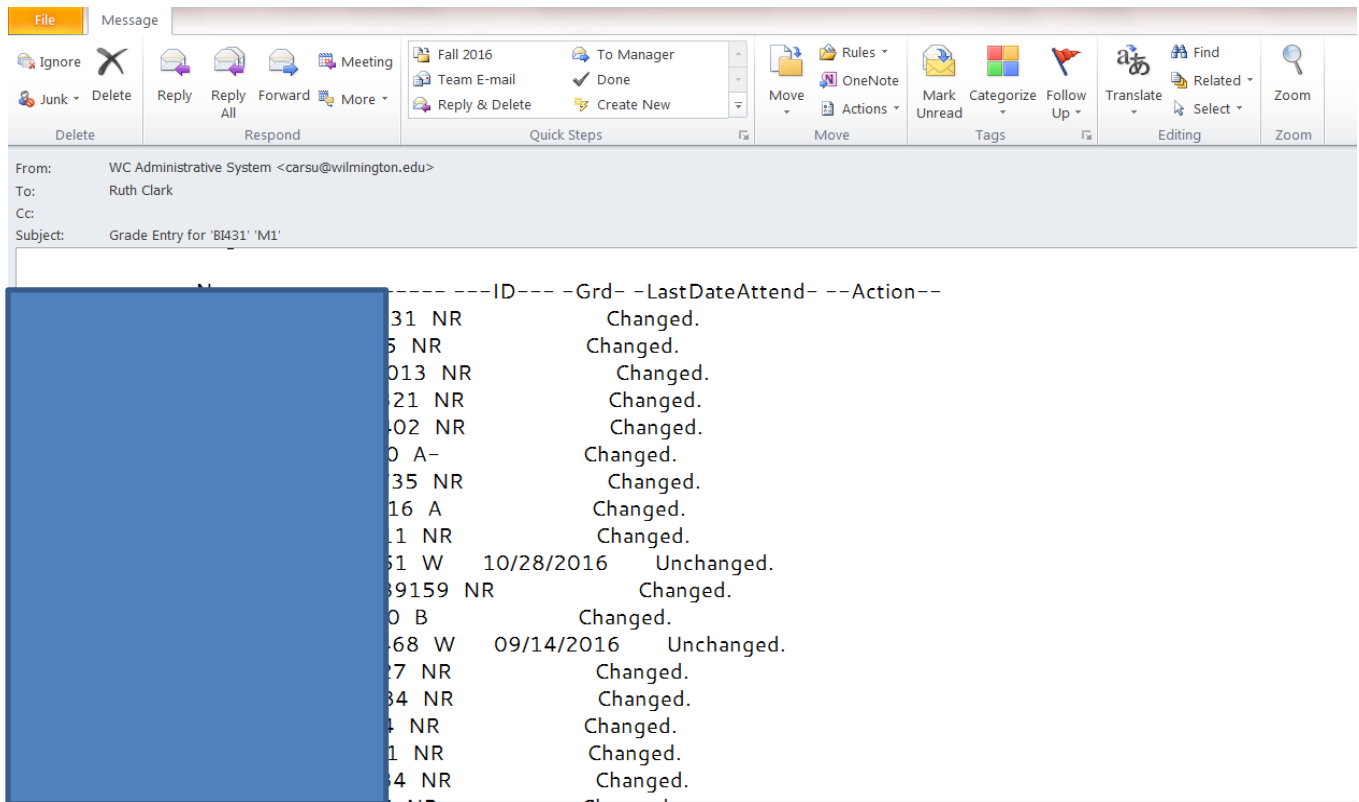 File Message
Ignore Delete Reply Reply All Forward Meeting Fall 2016 To Manager Move Rules Mark Unread Categorize Follow Up Translate Find Zoom
Team E-mail Done OneNote Related
Junk More Reply & Delete Create New Actions Select
Delete Respond Quick Steps Move Tags Editing Zoom
From: WC Administrative System <carsu@wilmington.edu>
To: Ruth Clark
Cc:
Subject: Grade Entry for 'BI431' 'M1'
----- ---ID--- -Grd- -LastDateAttend- --Action--
31 NR Changed.
5 NR Changed.
013 NR Changed.
321 NR Changed.
402 NR Changed.
0 A- Changed.
735 NR Changed.
16 A Changed.
11 NR Changed.
51 W 10/28/2016 Unchanged.
39159 NR Changed.
0 B Changed.
468 W 09/14/2016 Unchanged.
27 NR Changed.
34 NR Changed.
4 NR Changed.
1 NR Changed.
34 NR Changed.